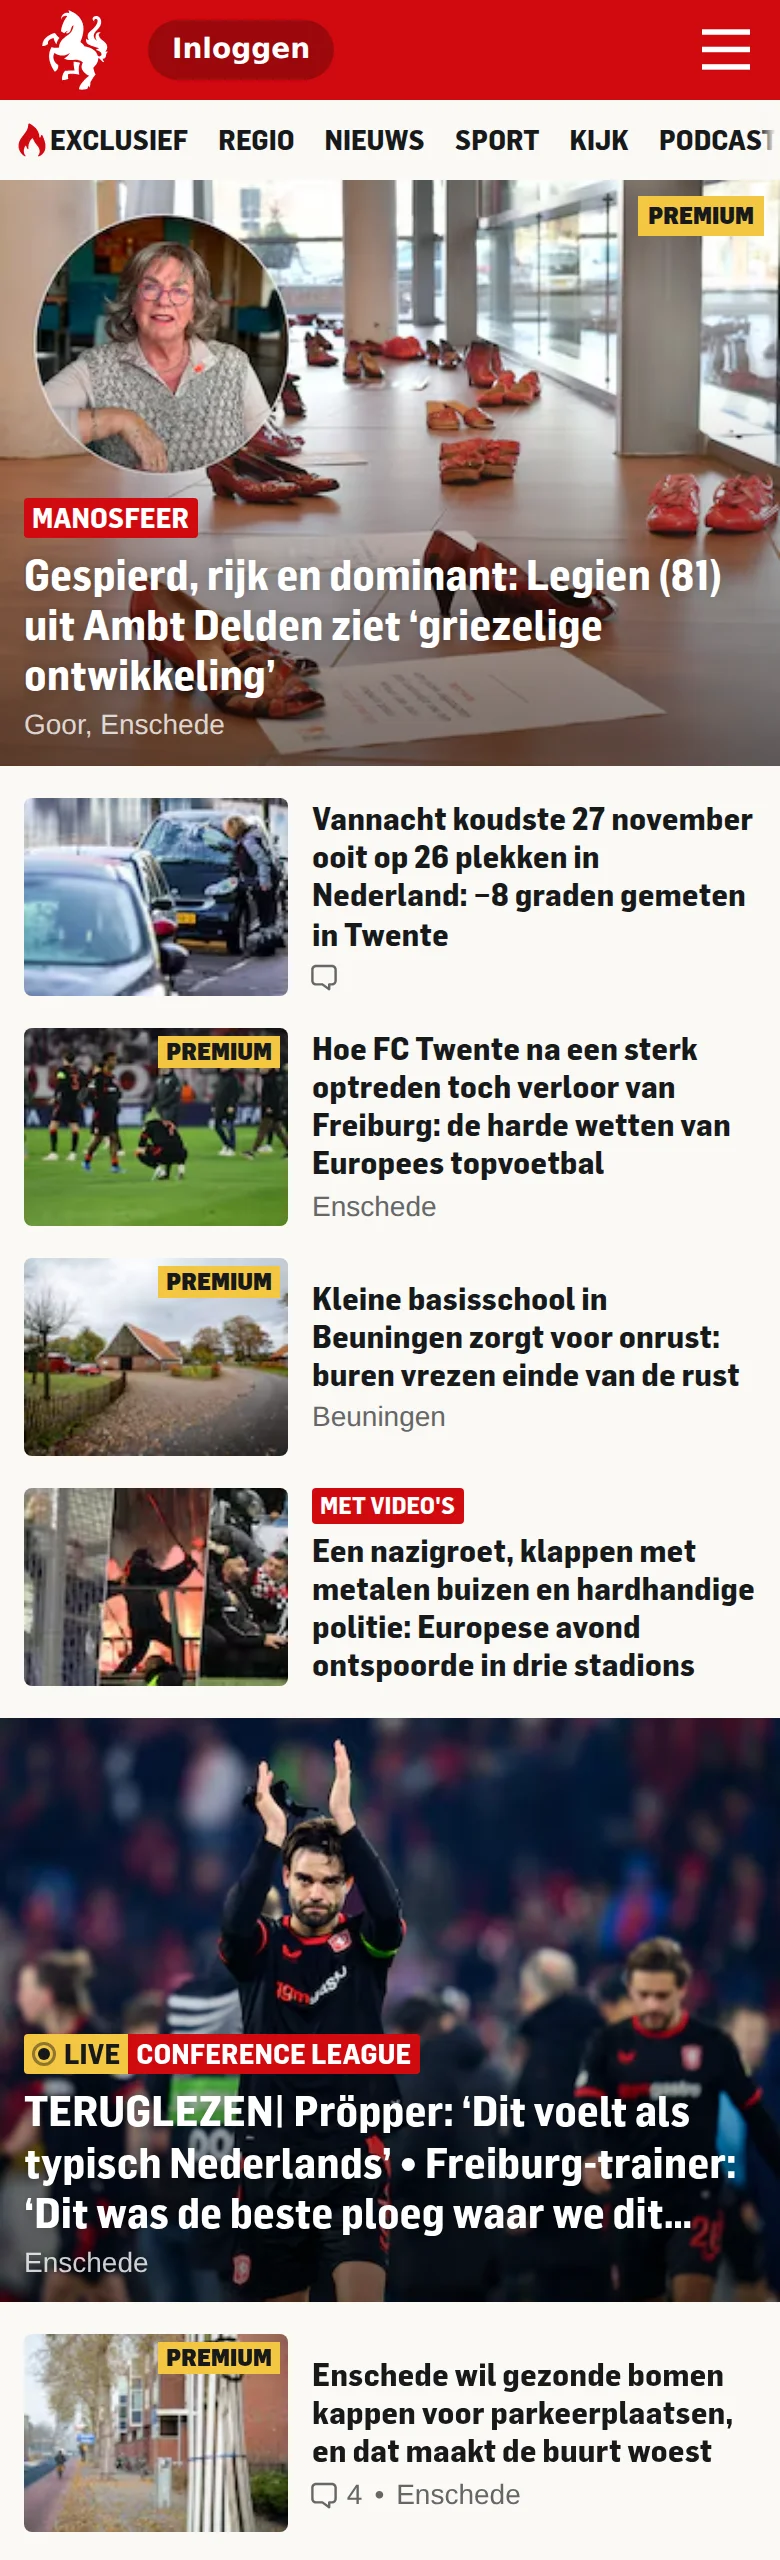 Inloggen
EXCLUSIEF REGIO NIEUWS SPORT KIJK PODCAST
PREMIUM
MANOSFEER
Gespierd, rijk en dominant: Legien (81)
uit Ambt Delden ziet ‘griezelige
ontwikkeling’
Goor, Enschede
Vannacht koudste 27 november
ooit op 26 plekken in
Nederland: –8 graden gemeten
in Twente
PREMIUM
Hoe FC Twente na een sterk
optreden toch verloor van
Freiburg: de harde wetten van
Europees topvoetbal
Enschede
PREMIUM
Kleine basisschool in
Beuningen zorgt voor onrust:
buren vrezen einde van de rust
Beuningen
MET VIDEO'S
Een nazigroet, klappen met
metalen buizen en hardhandige
politie: Europese avond
ontspoorde in drie stadions
LIVE CONFERENCE LEAGUE
TERUGLEZEN| Pröpper: ‘Dit voelt als
typisch Nederlands’ • Freiburg-trainer:
‘Dit was de beste ploeg waar we dit...
Enschede
PREMIUM
Enschede wil gezonde bomen
kappen voor parkeerplaatsen,
en dat maakt de buurt woest
4 • Enschede